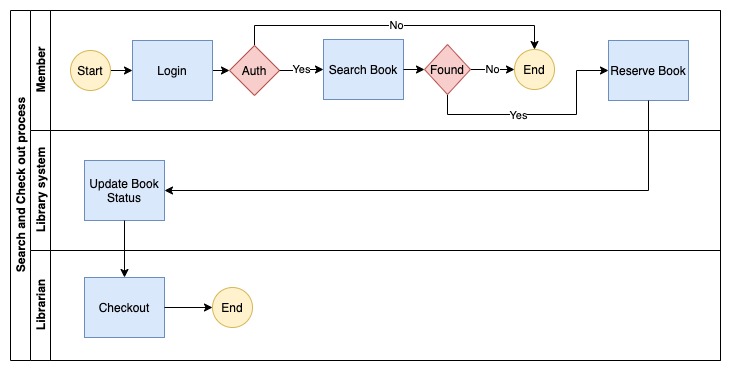 Search and Check out process
Member
Start
Login
Auth
Yes
No
Search Book
Found
No
End
Yes
Reserve Book
Library system
Update Book
Status
Librarian
Checkout
End